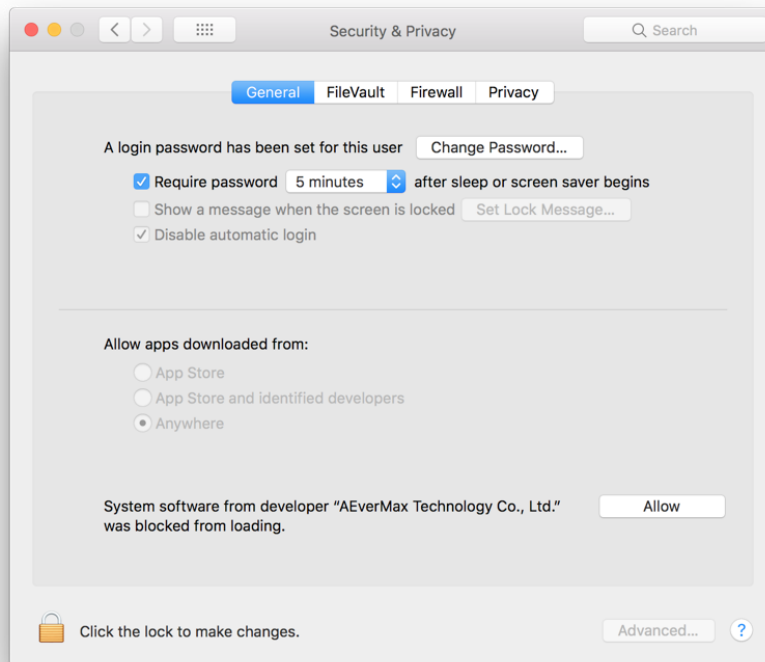 Security & Privacy
Search
General FileVault Firewall Privacy
A login password has been set for this user Change Password...
Require password 5 minutes after sleep or screen saver begins
Show a message when the screen is locked Set Lock Message...
Disable automatic login
Allow apps downloaded from:
App Store
App Store and identified developers
Anywhere
System software from developer “AEverMax Technology Co., Ltd.” Allow
was blocked from loading.
Click the lock to make changes. Advanced... ?